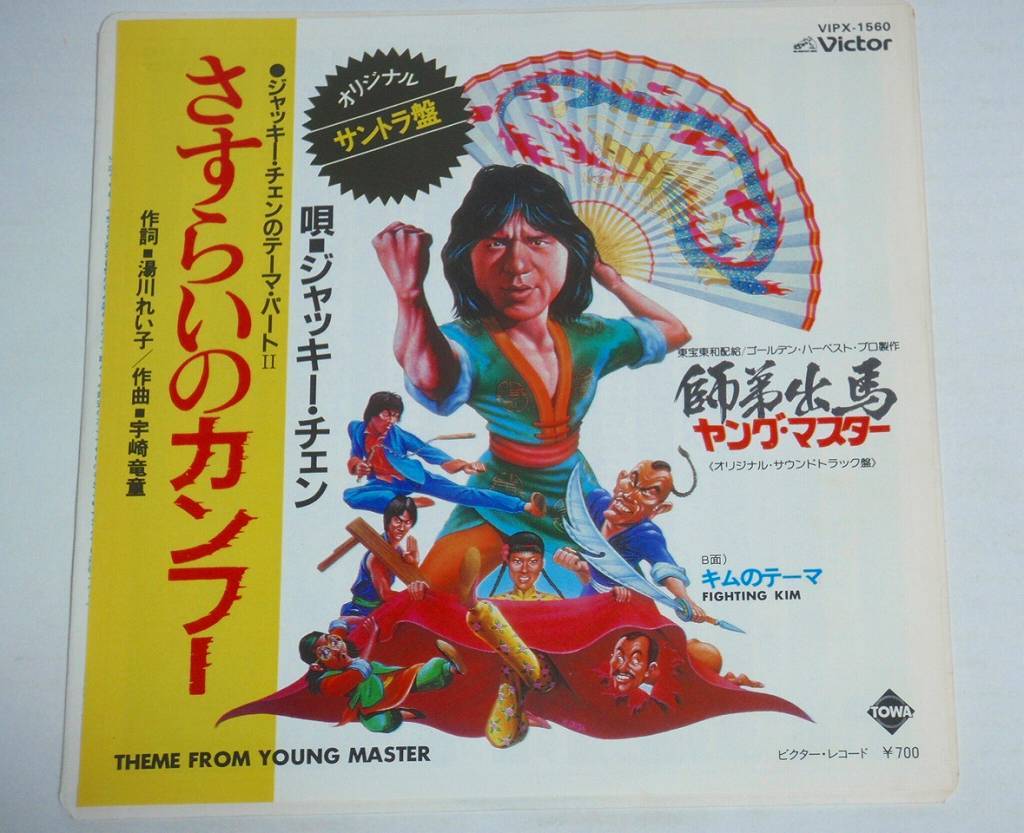 VIPX-1560
Victor
●ジャッキー・チェンのテーマ・パートⅡ
さすらいのカンフー
作詞■湯川れい子／作曲■宇崎竜童
オリジナル
サントラ盤
唄■ジャッキー・チェン
東宝東和配給/ゴールデン・ハーベスト・プロ製作
師弟出馬
ヤング・マスター
《オリジナル・サウンドトラック盤》
B面)
キムのテーマ
FIGHTING KIM
TOWA
THEME FROM YOUNG MASTER
ビクター・レコード ￥700